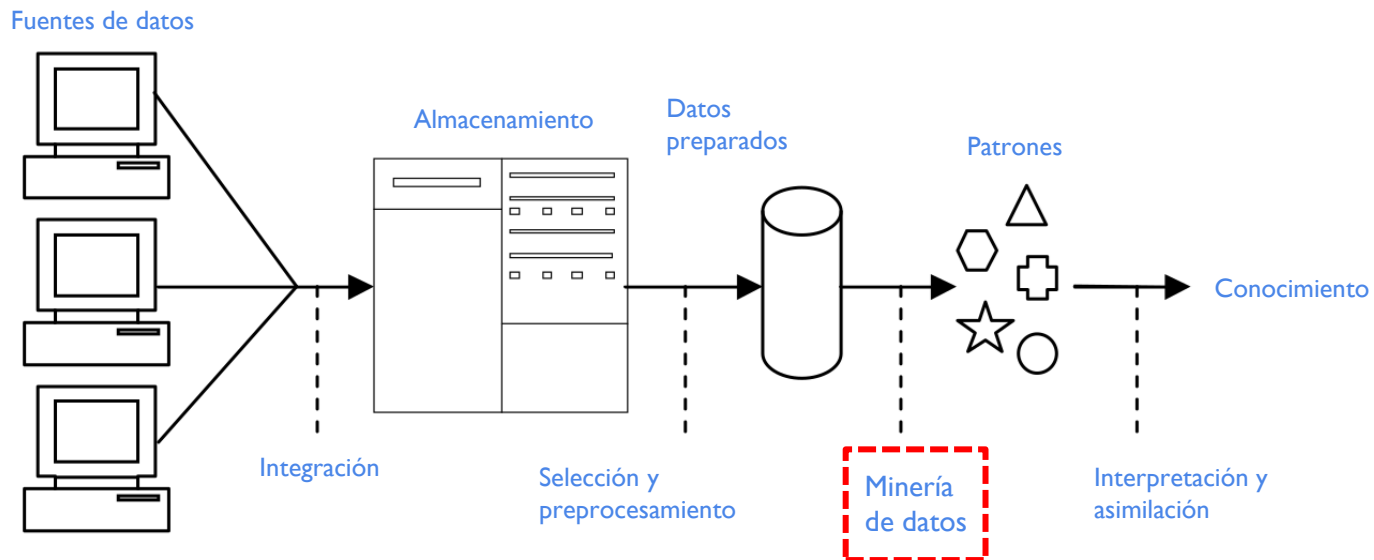 Fuentes de datos
Almacenamiento
Datos
preparados
Patrones
Conocimiento
Integración
Selección y
preprocesamiento
Minería
de datos
Interpretación y
asimilación